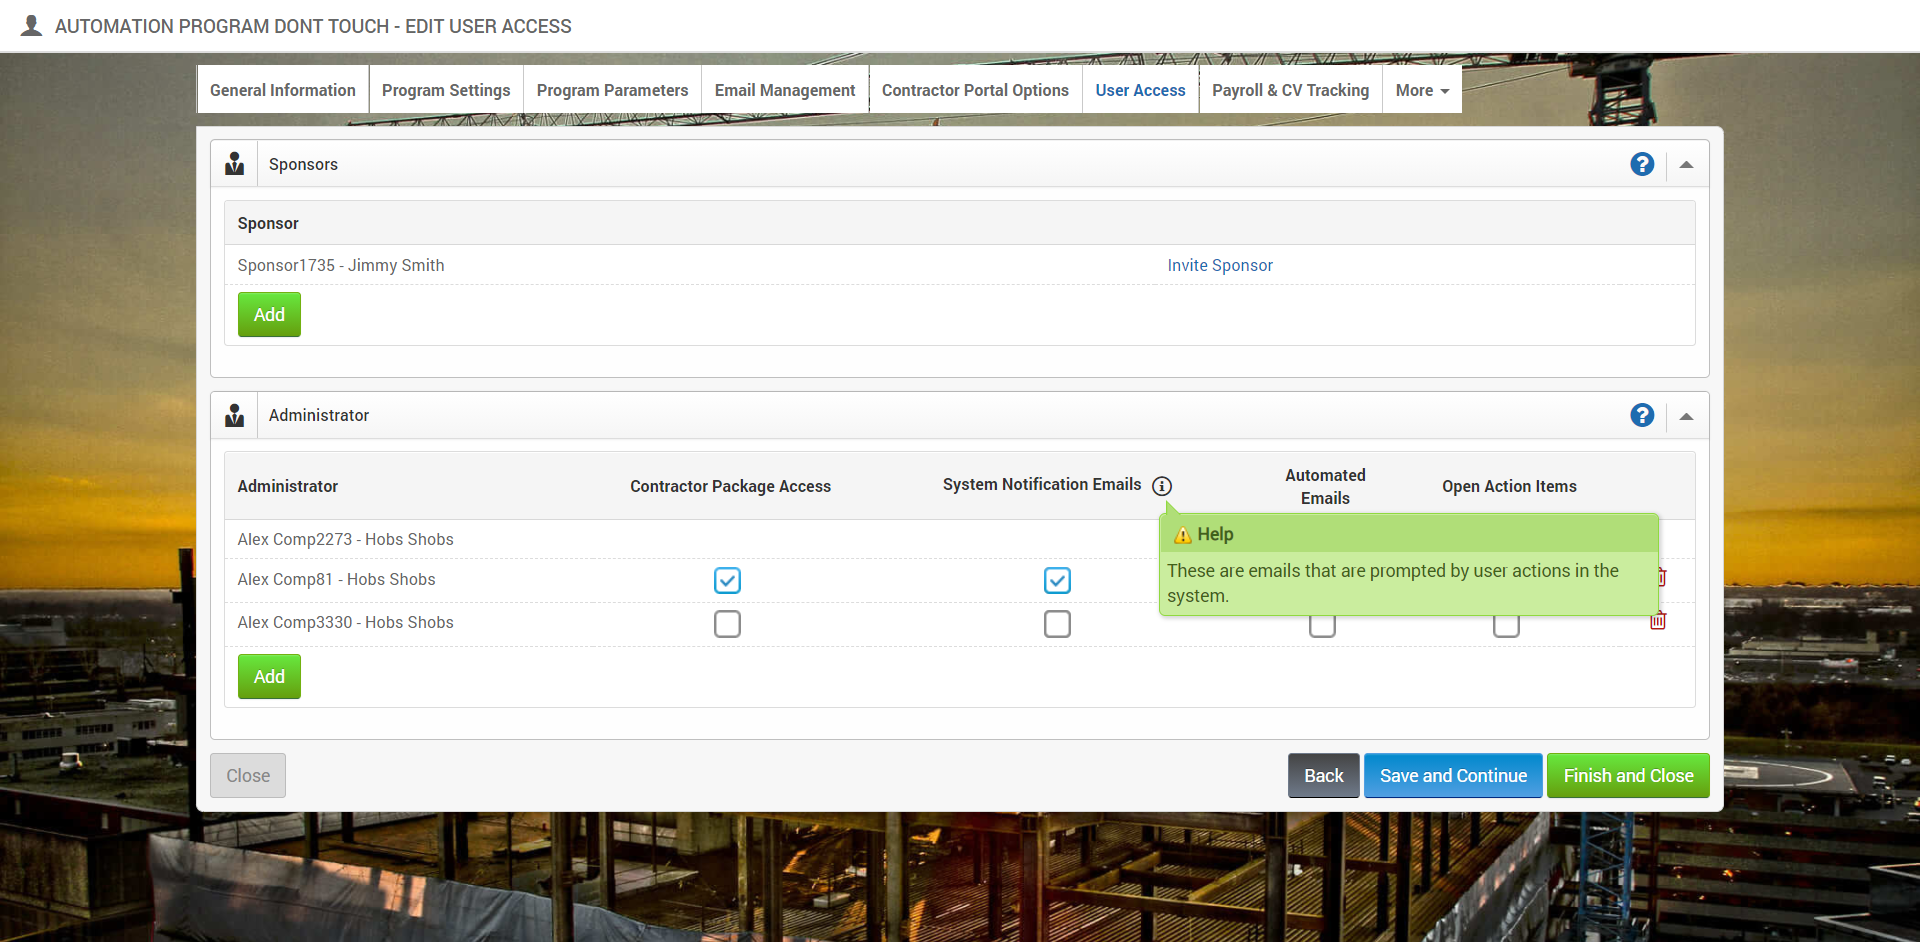 AUTOMATION PROGRAM DONT TOUCH - EDIT USER ACCESS
General Information Program Settings Program Parameters Email Management Contractor Portal Options User Access Payroll & CV Tracking More
Sponsors
Sponsor
Sponsor1735 - Jimmy Smith Invite Sponsor
Add
Administrator
Administrator Contractor Package Access System Notification Emails Automated Emails Open Action Items
Help
These are emails that are prompted by user actions in the
system.
Alex Comp2273 - Hobs Shobs
Alex Comp81 - Hobs Shobs
Alex Comp3330 - Hobs Shobs
Add
Close Back Save and Continue Finish and Close